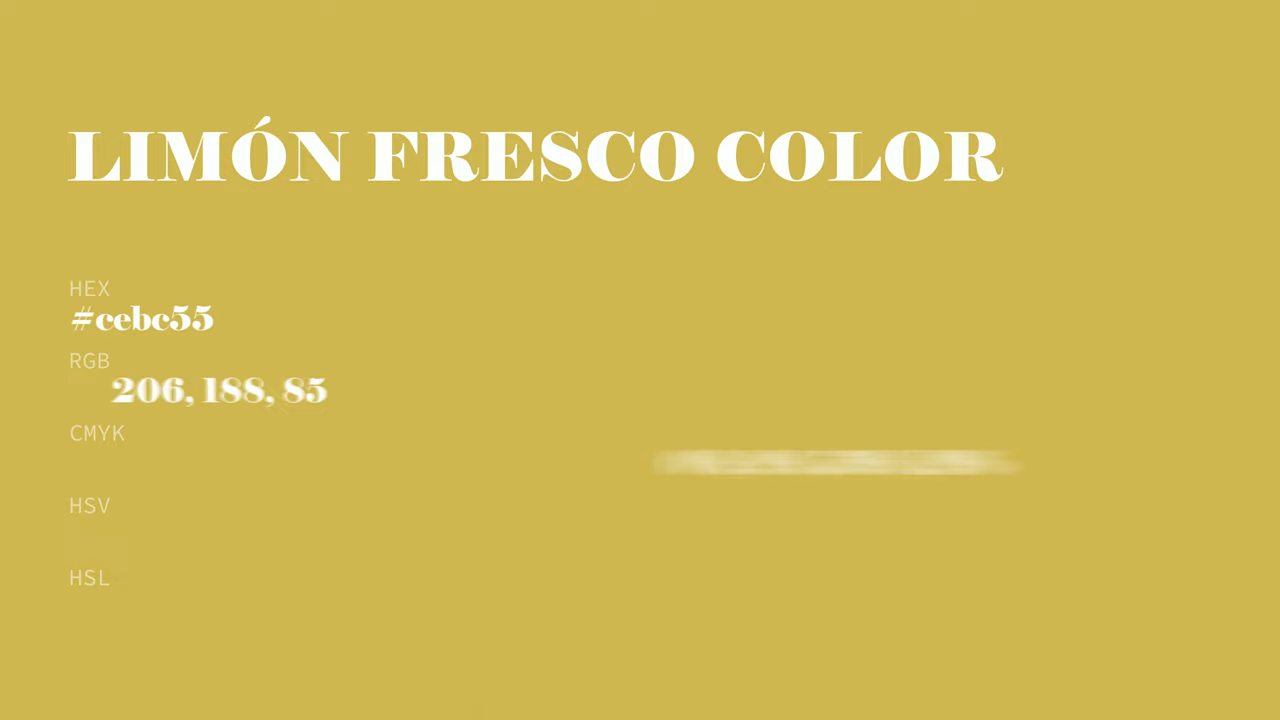 LIMÓN FRESCO COLOR
HEX
#cebc55
RGB
206, 188, 85
CMYK
HSV
HSL